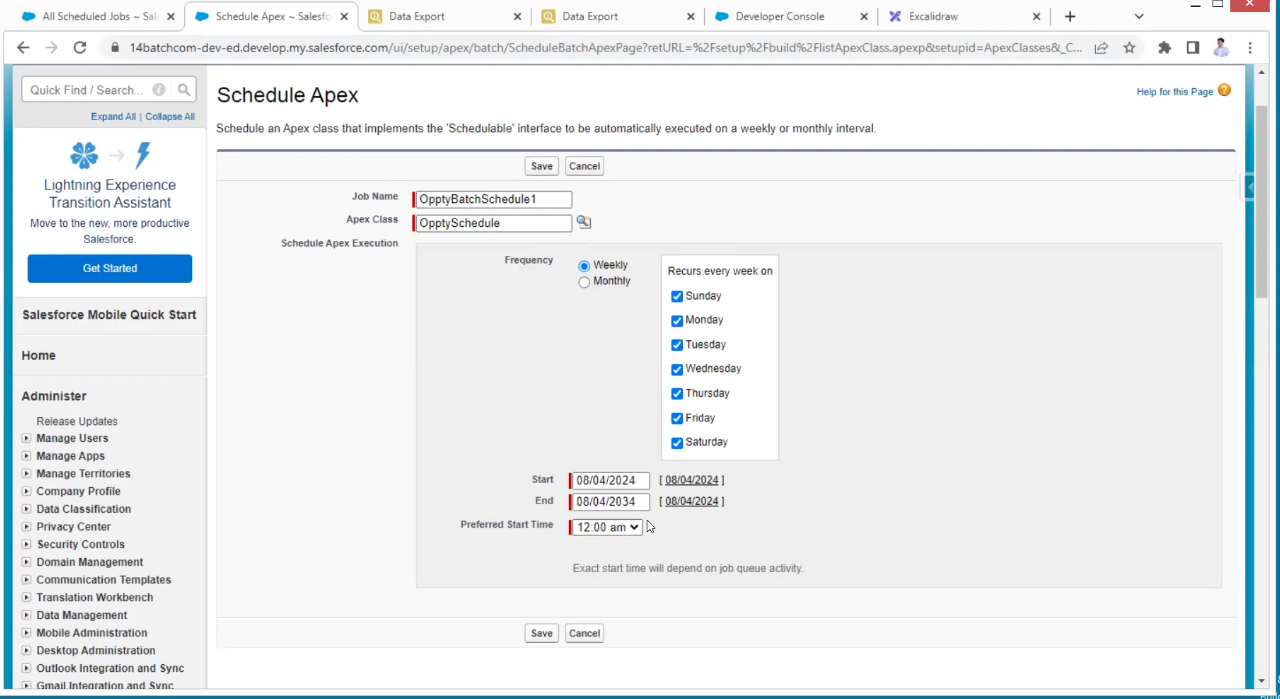 All Scheduled Jobs ~ Sal
Schedule Apex ~ Salesfor
Data Export
Data Export
Developer Console
Excalidraw
14batchcom-dev-ed.develop.my.salesforce.com/ui/setup/apex/batch/ScheduleBatchApexPage?retURL=%2Fsetup%2Fbuild%2FlistApexClass.apexp&setupid=ApexClasses&_C...
Quick Find / Search...
Expand All | Collapse All
Lightning Experience
Transition Assistant
Move to the new, more productive
Salesforce.
Get Started
Salesforce Mobile Quick Start
Home
Administer
Release Updates
Manage Users
Manage Apps
Manage Territories
Company Profile
Data Classification
Privacy Center
Security Controls
Domain Management
Communication Templates
Translation Workbench
Data Management
Mobile Administration
Desktop Administration
Outlook Integration and Sync
Gmail Integration and Sync
Schedule Apex
Help for this Page
Schedule an Apex class that implements the 'Schedulable' interface to be automatically executed on a weekly or monthly interval.
Save Cancel
Job Name OpptyBatchSchedule1
Apex Class OpptySchedule
Schedule Apex Execution
Frequency
Weekly
Monthly
Recurs every week on
Sunday
Monday
Tuesday
Wednesday
Thursday
Friday
Saturday
Start 08/04/2024 [ 08/04/2024 ]
End 08/04/2034 [ 08/04/2024 ]
Preferred Start Time 12:00 am
Exact start time will depend on job queue activity.
Save Cancel